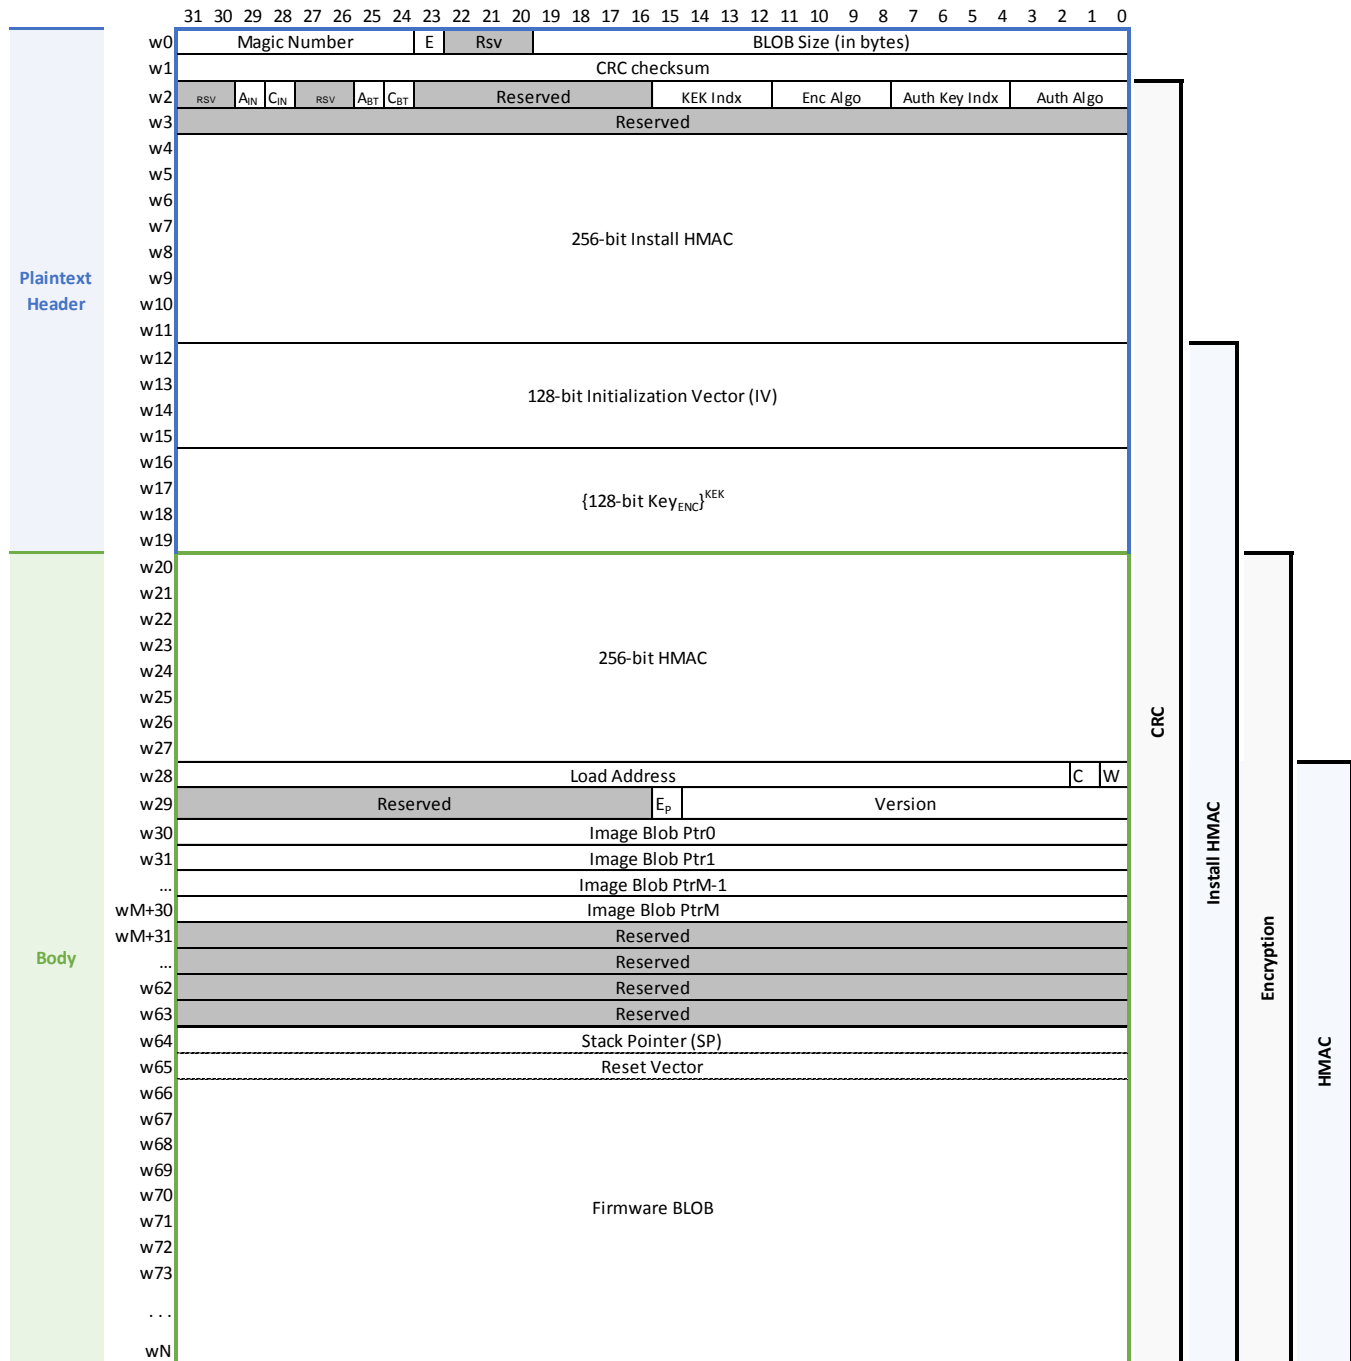 31 30 29 28 27 26 25 24 23 22 21 20 19 18 17 16 15 14 13 12 11 10 9 8 7 6 5 4 3 2 1 0
w0 Magic Number E Rsv BLOB Size (in bytes)
w1 CRC checksum
w2 RSV A_IN C_IN RSV A_BT C_BT Reserved KEK Indx Enc Algo Auth Key Indx Auth Algo
w3 Reserved
w4
w5
w6
w7
256-bit Install HMAC
w8
Plaintext
Header
w9
w10
w11
w12
w13
128-bit Initialization Vector (IV)
w14
w15
w16
w17
{128-bit Key_ENC}^KEK
w18
w19
w20
w21
w22
w23
256-bit HMAC
w24
w25
w26
w27
CRC
w28 Load Address C W
w29 Reserved E_P Version
w30 Image Blob Ptr0
w31 Image Blob Ptr1
... Image Blob PtrM-1
wM+30 Image Blob PtrM
Install HMAC
wM+31 Reserved
Body
... Reserved
w62 Reserved
Encryption
w63 Reserved
w64 Stack Pointer (SP)
HMAC
w65 Reset Vector
w66
w67
w68
w69
w70
Firmware BLOB
w71
w72
w73
. . .
wN